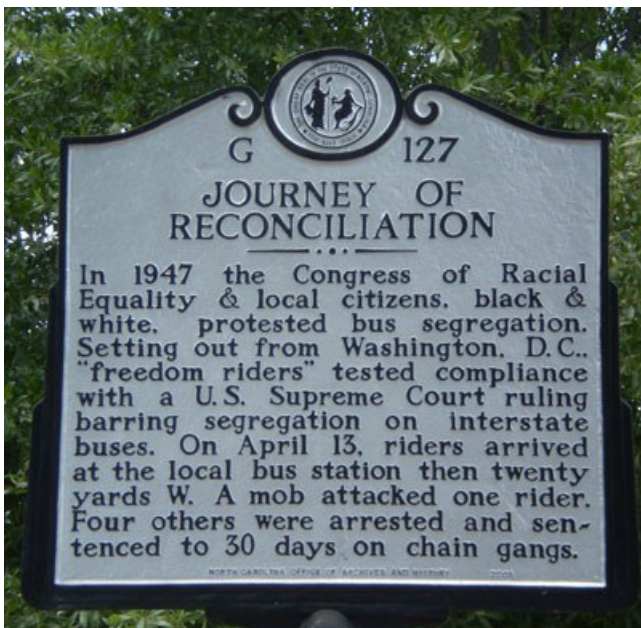 G 127
JOURNEY OF
RECONCILIATION
In 1947 the Congress of Racial
Equality & local citizens, black &
white, protested bus segregation.
Setting out from Washington, D.C.,
"freedom riders" tested compliance
with a U.S. Supreme Court ruling
barring segregation on interstate
buses. On April 13, riders arrived
at the local bus station then twenty
yards W. A mob attacked one rider.
Four others were arrested and sen-
tenced to 30 days on chain gangs.
NORTH CAROLINA OFFICE OF ARCHIVES AND HISTORY